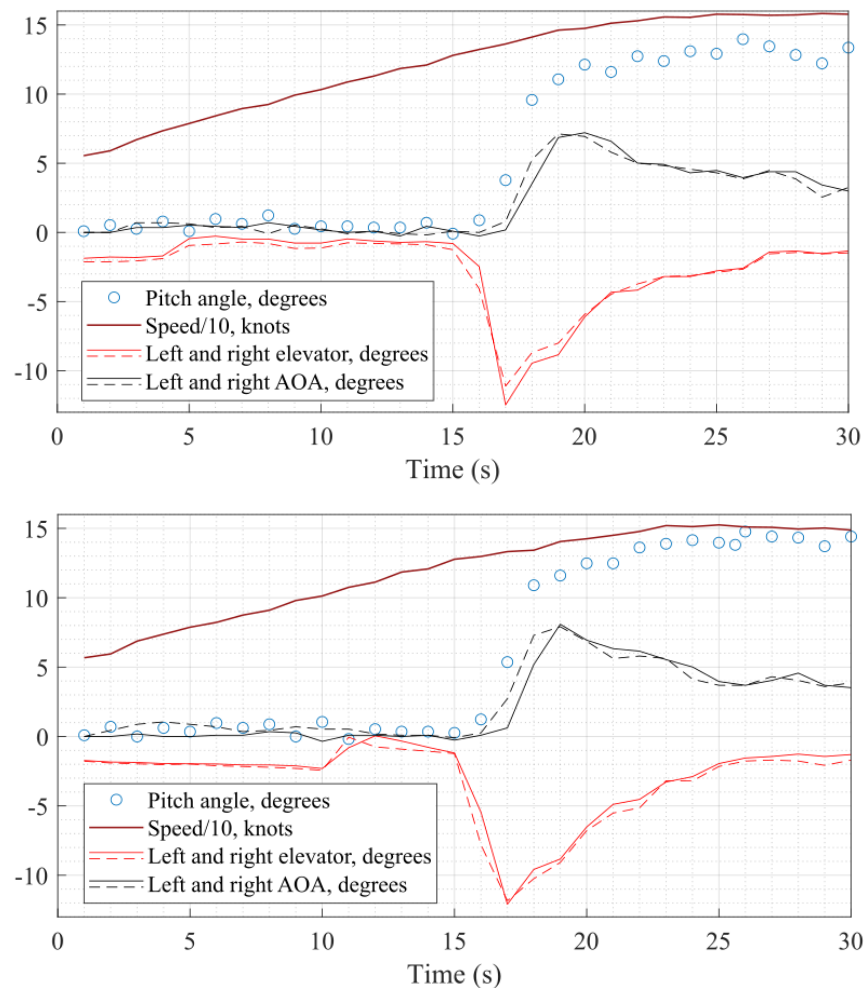 15
10
5
0
-5
-10
Pitch angle, degrees
Speed/10, knots
Left and right elevator, degrees
Left and right AOA, degrees
0 5 10 15 20 25 30
Time (s)
15
10
5
0
-5
-10
Pitch angle, degrees
Speed/10, knots
Left and right elevator, degrees
Left and right AOA, degrees
0 5 10 15 20 25 30
Time (s)